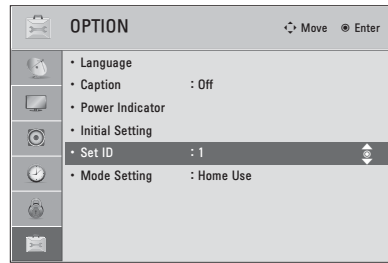 OPTION Move Enter
• Language
• Caption : Off
• Power Indicator
• Initial Setting
• Set ID : 1
• Mode Setting : Home Use